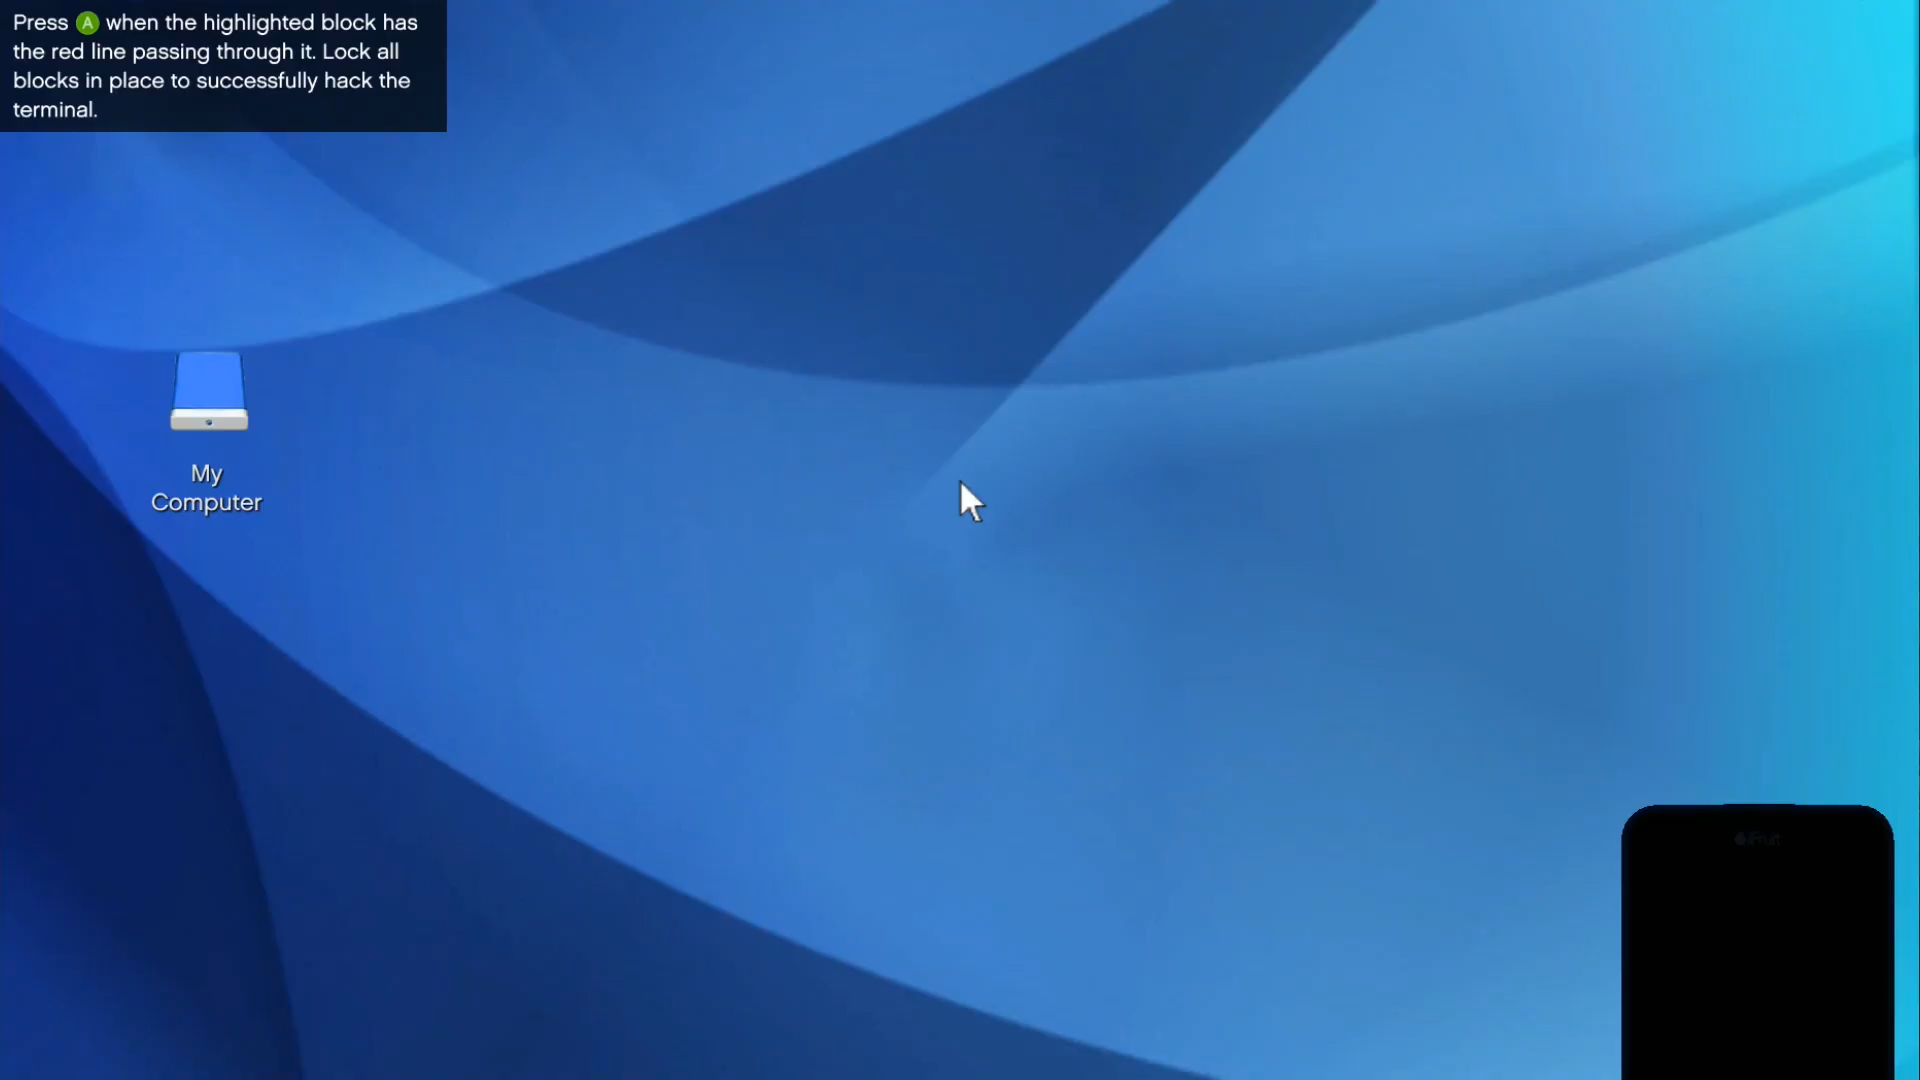 Press A when the highlighted block has
the red line passing through it. Lock all
blocks in place to successfully hack the
terminal.
My
Computer
iFruit